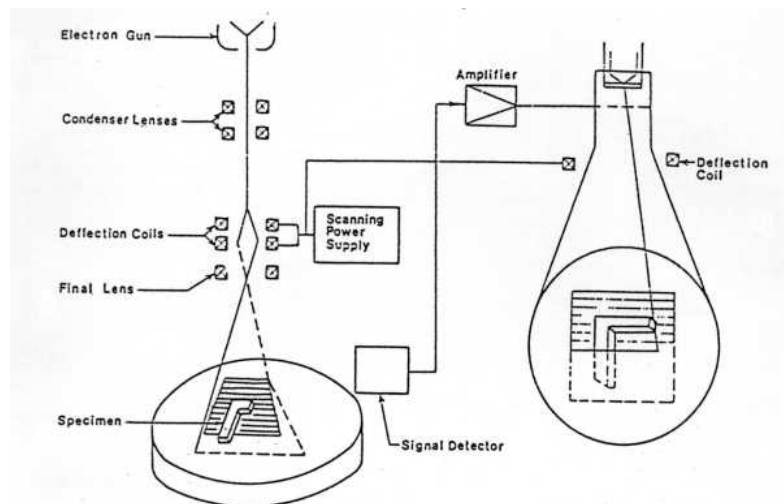 Electron Gun
Amplifier
Condenser Lenses
Deflection
Coil
Deflection Coils
Scanning
Power
Supply
Final Lens
Specimen
Signal Detector